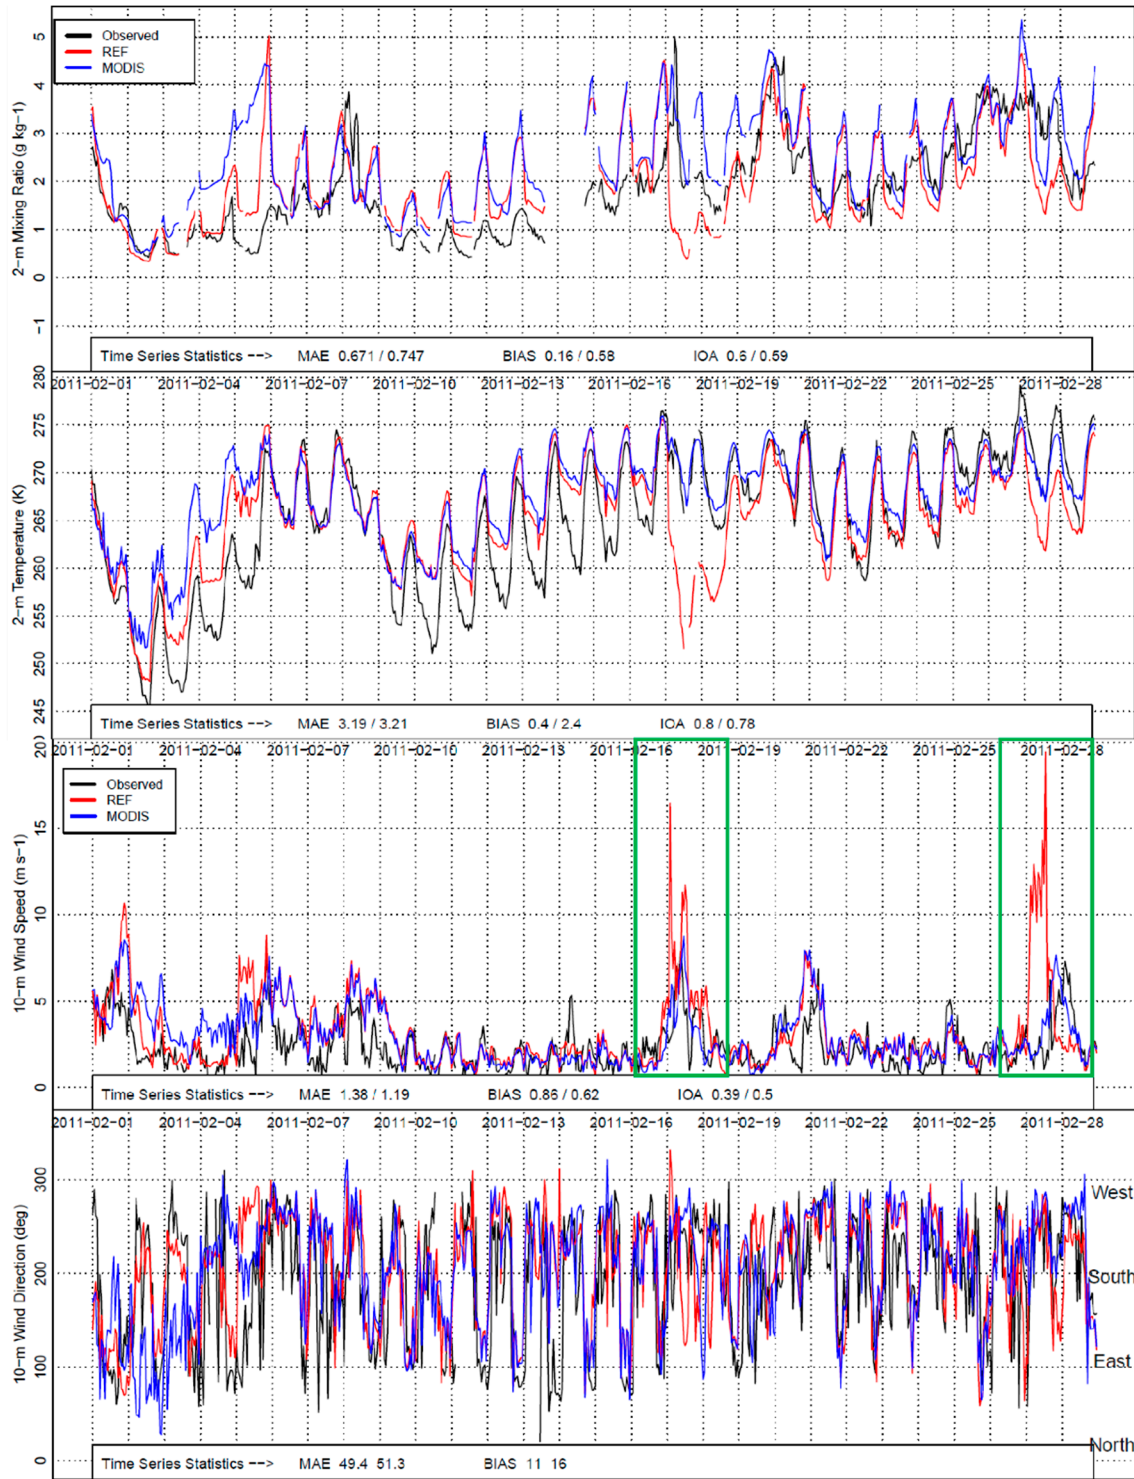 5
4
3
2
1
0
−1
2−m Mixing Ratio (g kg−1)
Observed
REF
MODIS
Time Series Statistics −−> MAE 0.671 / 0.747 BIAS 0.16 / 0.58 IOA 0.6 / 0.59
2011−02−01 2011−02−04 2011−02−07 2011−02−10 2011−02−13 2011−02−16 2011−02−19 2011−02−22 2011−02−25 2011−02−28
280
275
270
265
260
255
250
245
2−m Temperature (K)
Time Series Statistics −−> MAE 3.19 / 3.21 BIAS 0.4 / 2.4 IOA 0.8 / 0.78
2011−02−01 2011−02−04 2011−02−07 2011−02−10 2011−02−13 2011−02−16 2011−02−19 2011−02−22 2011−02−25 2011−02−28
20
15
10
5
0
10−m Wind Speed (m s−1)
Observed
REF
MODIS
Time Series Statistics −−> MAE 1.38 / 1.19 BIAS 0.86 / 0.62 IOA 0.39 / 0.5
2011−02−01 2011−02−04 2011−02−07 2011−02−10 2011−02−13 2011−02−16 2011−02−19 2011−02−22 2011−02−25 2011−02−28
300
200
100
0
10−m Wind Direction (deg)
West
South
East
North
Time Series Statistics −−> MAE 49.4 51.3 BIAS 11 16